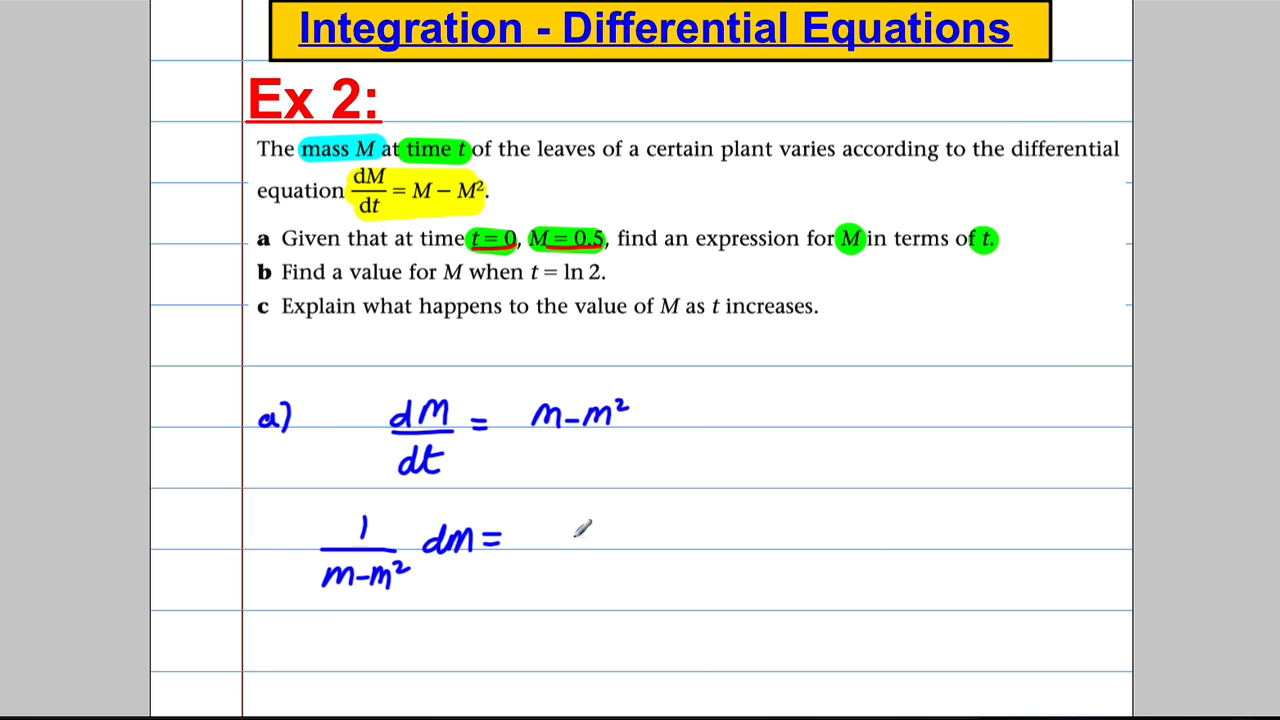 Integration - Differential Equations
Ex 2:
The mass M at time t of the leaves of a certain plant varies according to the differential
equation dM/dt = M − M².
a Given that at time t = 0, M = 0.5, find an expression for M in terms of t.
b Find a value for M when t = ln 2.
c Explain what happens to the value of M as t increases.
a) dM/dt = m-m²
1/(m-m²) dm =